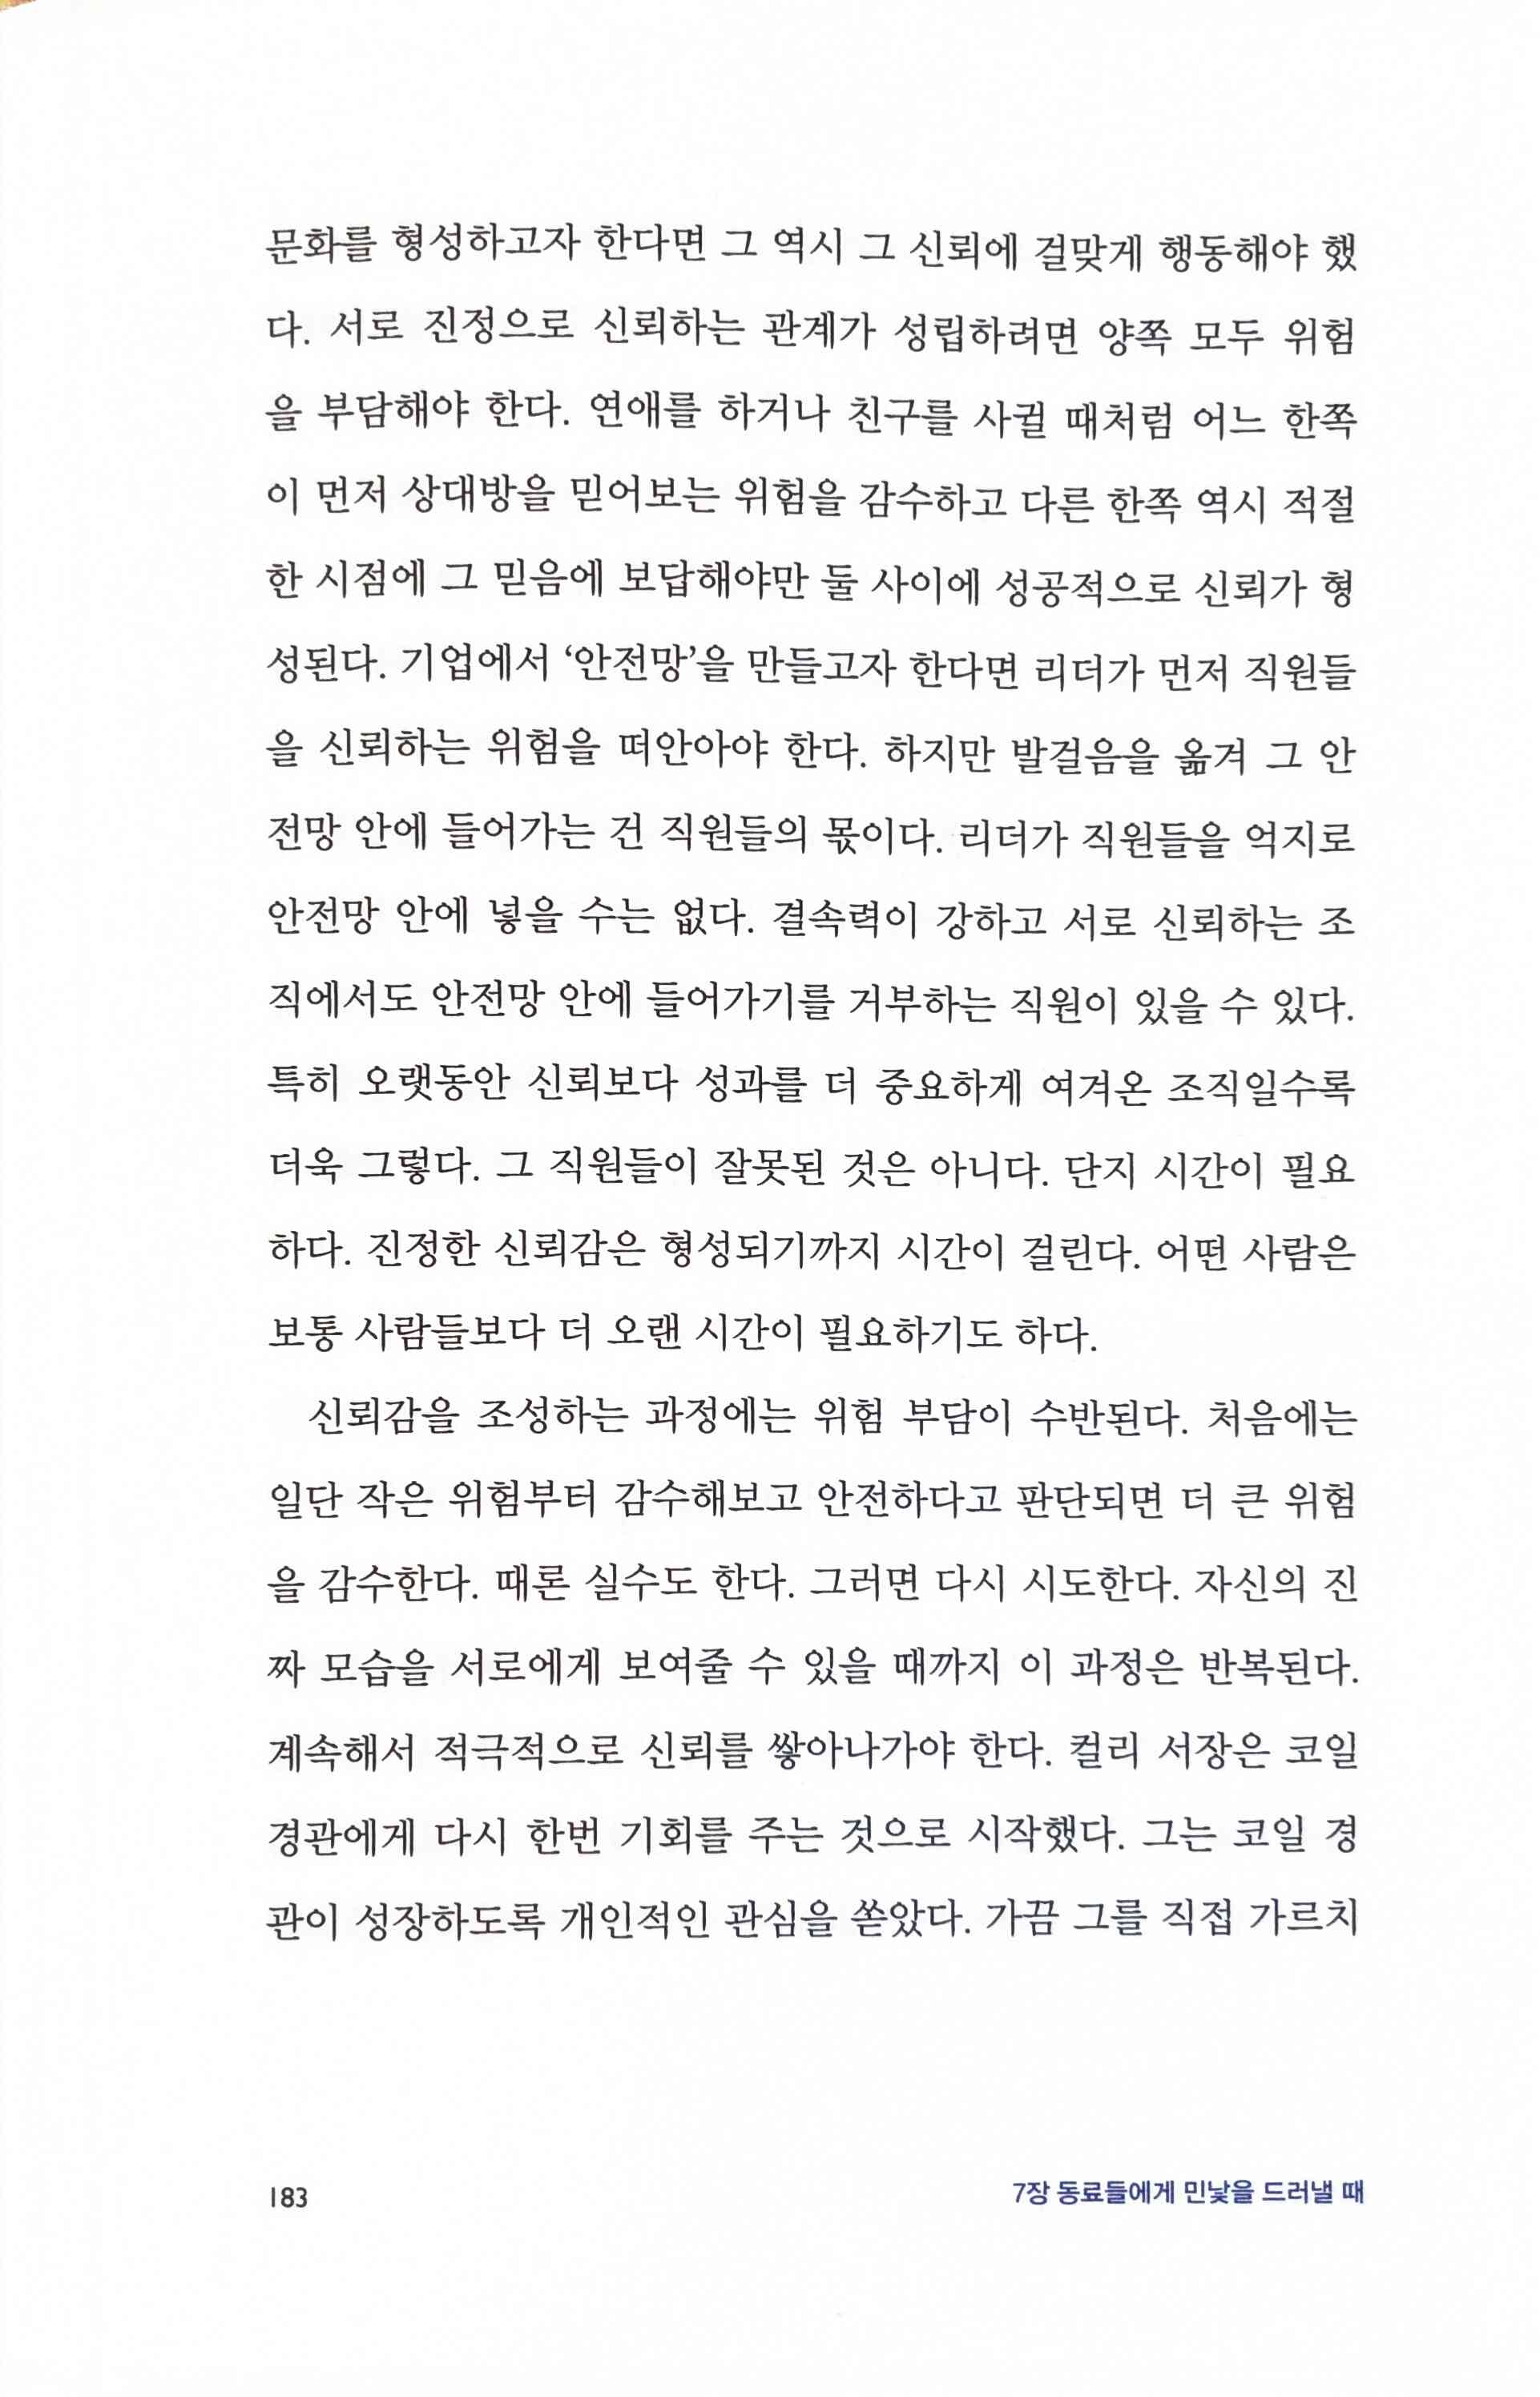 문화를 형성하고자 한다면 그 역시 그 신뢰에 걸맞게 행동해야 했
다. 서로 진정으로 신뢰하는 관계가 성립하려면 양쪽 모두 위험
을 부담해야 한다. 연애를 하거나 친구를 사귈 때처럼 어느 한쪽
이 먼저 상대방을 믿어보는 위험을 감수하고 다른 한쪽 역시 적절
한 시점에 그 믿음에 보답해야만 둘 사이에 성공적으로 신뢰가 형
성된다. 기업에서 ‘안전망’을 만들고자 한다면 리더가 먼저 직원들
을 신뢰하는 위험을 떠안아야 한다. 하지만 발걸음을 옮겨 그 안
전망 안에 들어가는 건 직원들의 몫이다. 리더가 직원들을 억지로
안전망 안에 넣을 수는 없다. 결속력이 강하고 서로 신뢰하는 조
직에서도 안전망 안에 들어가기를 거부하는 직원이 있을 수 있다.
특히 오랫동안 신뢰보다 성과를 더 중요하게 여겨온 조직일수록
더욱 그렇다. 그 직원들이 잘못된 것은 아니다. 단지 시간이 필요
하다. 진정한 신뢰감은 형성되기까지 시간이 걸린다. 어떤 사람은
보통 사람들보다 더 오랜 시간이 필요하기도 하다.
신뢰감을 조성하는 과정에는 위험 부담이 수반된다. 처음에는
일단 작은 위험부터 감수해보고 안전하다고 판단되면 더 큰 위험
을 감수한다. 때론 실수도 한다. 그러면 다시 시도한다. 자신의 진
짜 모습을 서로에게 보여줄 수 있을 때까지 이 과정은 반복된다.
계속해서 적극적으로 신뢰를 쌓아나가야 한다. 컬리 서장은 코일
경관에게 다시 한번 기회를 주는 것으로 시작했다. 그는 코일 경
관이 성장하도록 개인적인 관심을 쏟았다. 가끔 그를 직접 가르치
183
7장 동료들에게 민낯을 드러낼 때